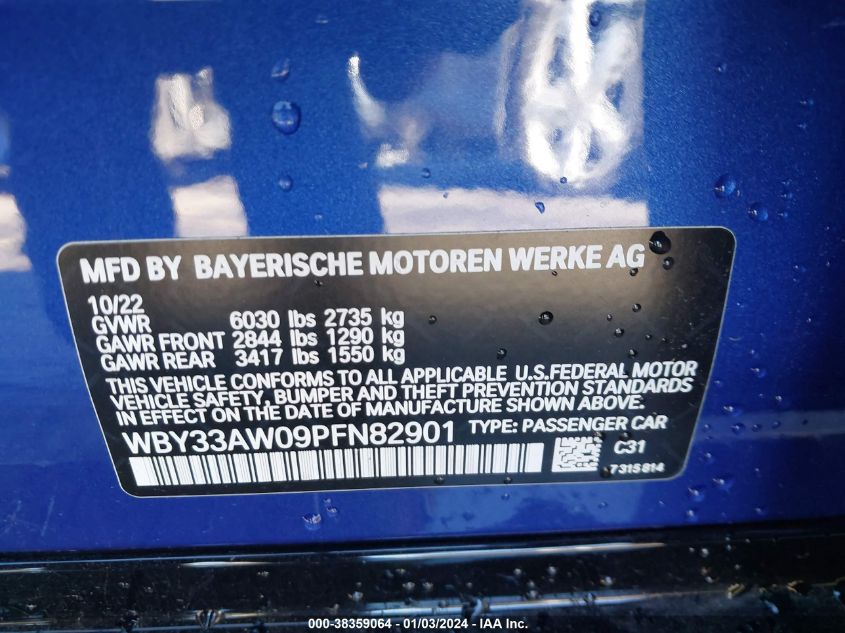 MFD BY BAYERISCHE MOTOREN WERKE AG
10/22
GVWR 6030 lbs 2735 kg
GAWR FRONT 2844 lbs 1290 kg
GAWR REAR 3417 lbs 1550 kg
THIS VEHICLE CONFORMS TO ALL APPLICABLE U.S.FEDERAL MOTOR
VEHICLE SAFETY, BUMPER AND THEFT PREVENTION STANDARDS
IN EFFECT ON THE DATE OF MANUFACTURE SHOWN ABOVE.
WBY33AW09PFN82901 TYPE: PASSENGER CAR
C31
7315814
000-38359064 - 01/03/2024 - IAA Inc.